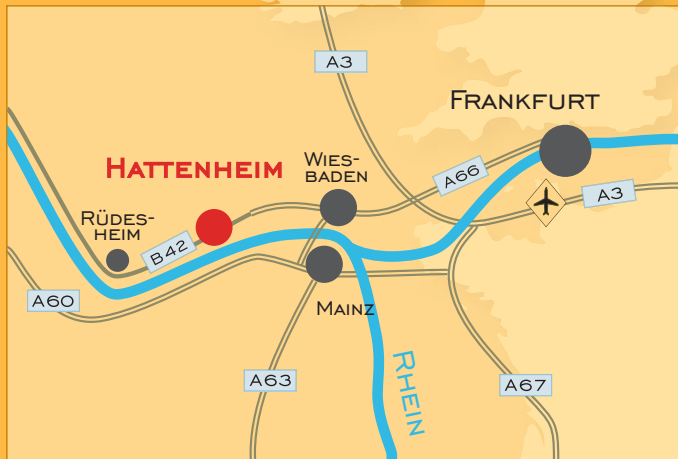 A3
FRANKFURT
WIES-
BADEN
HATTENHEIM
A66
A3
RÜDES-
HEIM
B42
A60
MAINZ
A63
RHEIN
A67